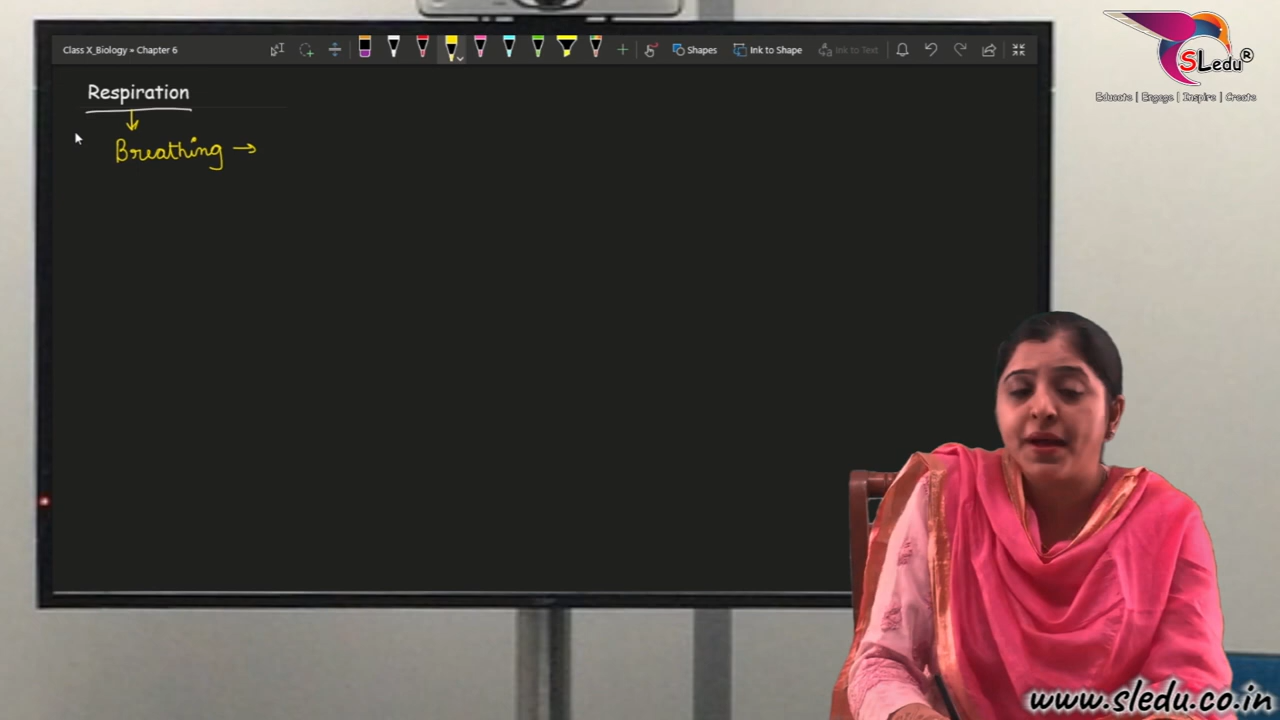 Class X_Biology » Chapter 6
Shapes
Ink to Shape
Ink to Text
SLedu®
Educate | Engage | Inspire | Create
Respiration
Breathing →
www.sledu.co.in